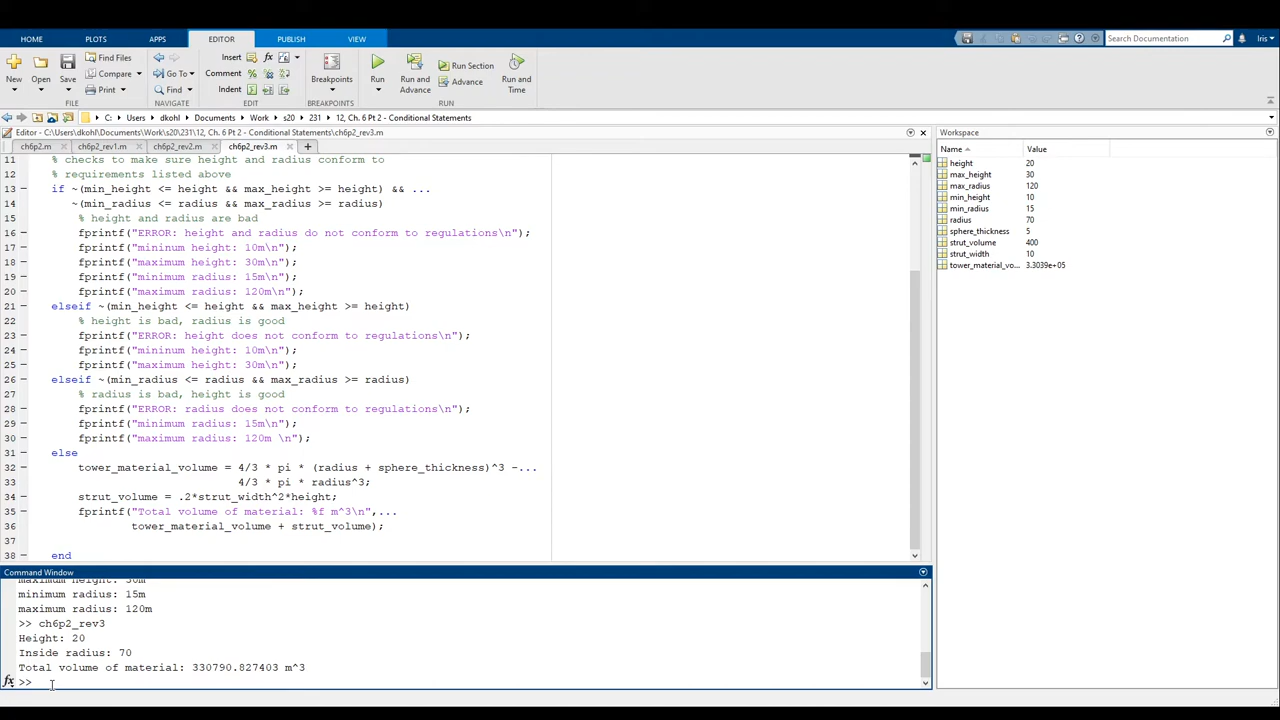 HOME PLOTS APPS EDITOR PUBLISH VIEW Search Documentation Iris
New Open Save Find Files Compare Print Go To Find Insert Comment Indent Breakpoints Run Run and Advance Run Section Advance Run and Time
FILE NAVIGATE EDIT BREAKPOINTS RUN
C: Users dkohl Documents Work s20 231 12, Ch. 6 Pt 2 - Conditional Statements
Editor - C:\Users\dkohl\Documents\Work\s20\231\12, Ch. 6 Pt 2 - Conditional Statements\ch6p2_rev3.m
ch6p2.m ch6p2_rev1.m ch6p2_rev2.m ch6p2_rev3.m
11 % checks to make sure height and radius conform to
12 % requirements listed above
13 if ~(min_height <= height && max_height >= height) && ...
14 ~(min_radius <= radius && max_radius >= radius)
15 % height and radius are bad
16 fprintf("ERROR: height and radius do not conform to regulations\n");
17 fprintf("mininum height: 10m\n");
18 fprintf("maximum height: 30m\n");
19 fprintf("minimum radius: 15m\n");
20 fprintf("maximum radius: 120m\n");
21 elseif ~(min_height <= height && max_height >= height)
22 % height is bad, radius is good
23 fprintf("ERROR: height does not conform to regulations\n");
24 fprintf("mininum height: 10m\n");
25 fprintf("maximum height: 30m\n");
26 elseif ~(min_radius <= radius && max_radius >= radius)
27 % radius is bad, height is good
28 fprintf("ERROR: radius does not conform to regulations\n");
29 fprintf("minimum radius: 15m\n");
30 fprintf("maximum radius: 120m \n");
31 else
32 tower_material_volume = 4/3 * pi * (radius + sphere_thickness)^3 -...
33 4/3 * pi * radius^3;
34 strut_volume = .2*strut_width^2*height;
35 fprintf("Total volume of material: %f m^3\n",...
36 tower_material_volume + strut_volume);
38 end
Command Window
maximum height: 30m
minimum radius: 15m
maximum radius: 120m
>> ch6p2_rev3
Height: 20
Inside radius: 70
Total volume of material: 330790.827403 m^3
fx >>
Workspace
Name Value
height 20
max_height 30
max_radius 120
min_height 10
min_radius 15
radius 70
sphere_thickness 5
strut_volume 400
strut_width 10
tower_material_vo... 3.3039e+05